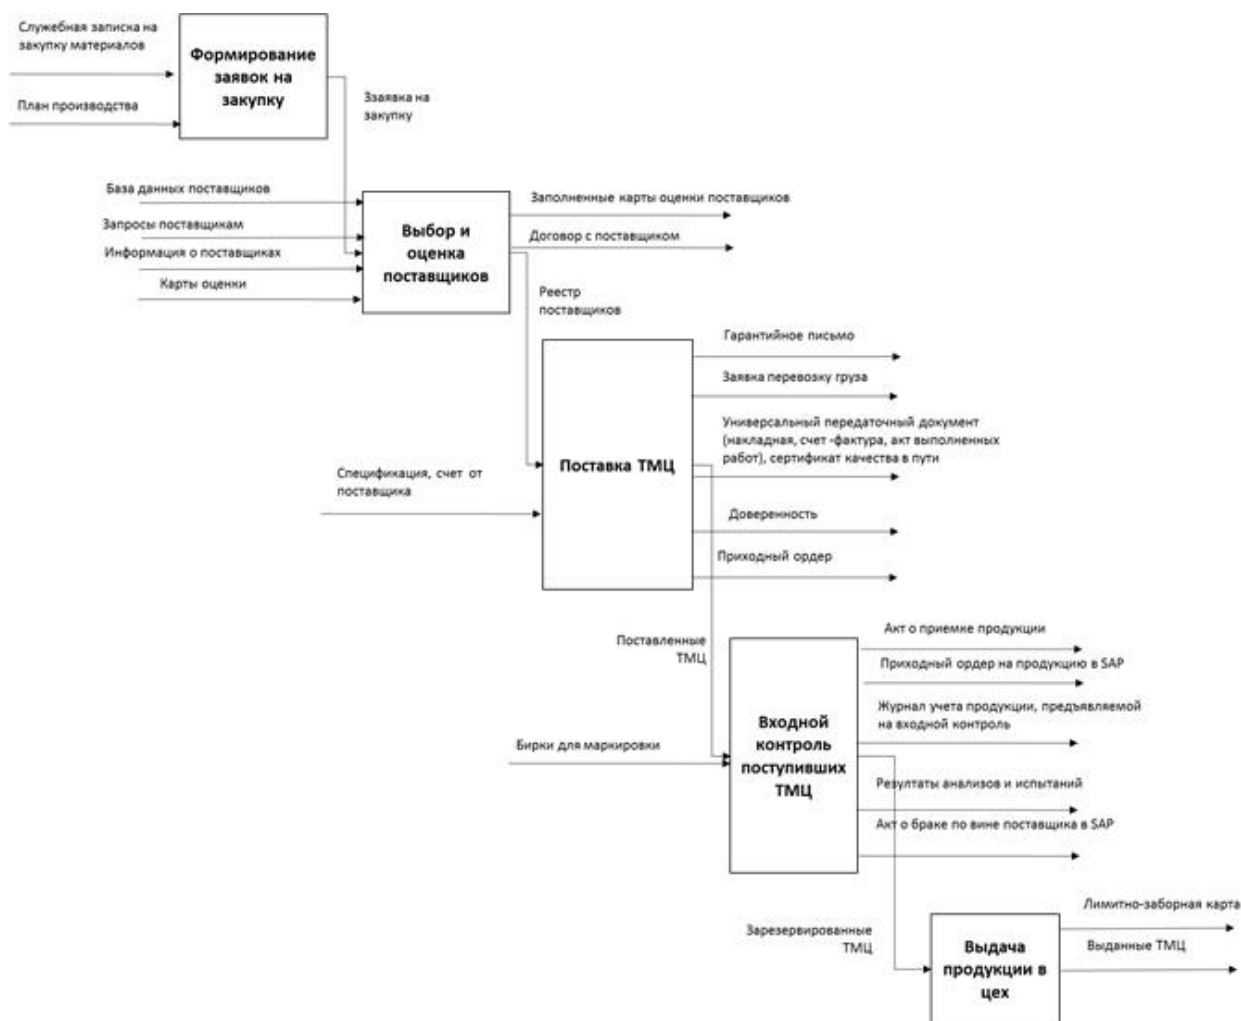 Служебная записка на
закупку материалов
План производства
Формирование
заявок на
закупку
Ззаявка на
закупку
База данных поставщиков
Запросы поставщикам
Информация о поставщиках
Карты оценки
Выбор и
оценка
поставщиков
Заполненные карты оценки поставщиков
Договор с поставщиком
Реестр
поставщиков
Спецификация, счет от
поставщика
Поставка ТМЦ
Гарантийное письмо
Заявка перевозку груза
Универсальный передаточный документ
(накладная, счет -фактура, акт выполненных
работ), сертификат качества в пути
Доверенность
Приходный ордер
Поставленные
ТМЦ
Бирки для маркировки
Входной
контроль
поступивших
ТМЦ
Акт о приемке продукции
Приходный ордер на продукцию в SAP
Журнал учета продукции, предъявляемой
на входной контроль
Резултаты анализов и испытаний
Акт о браке по вине поставщика в SAP
Зарезервированные
ТМЦ
Выдача
продукции в
цех
Лимитно-заборная карта
Выданные ТМЦ